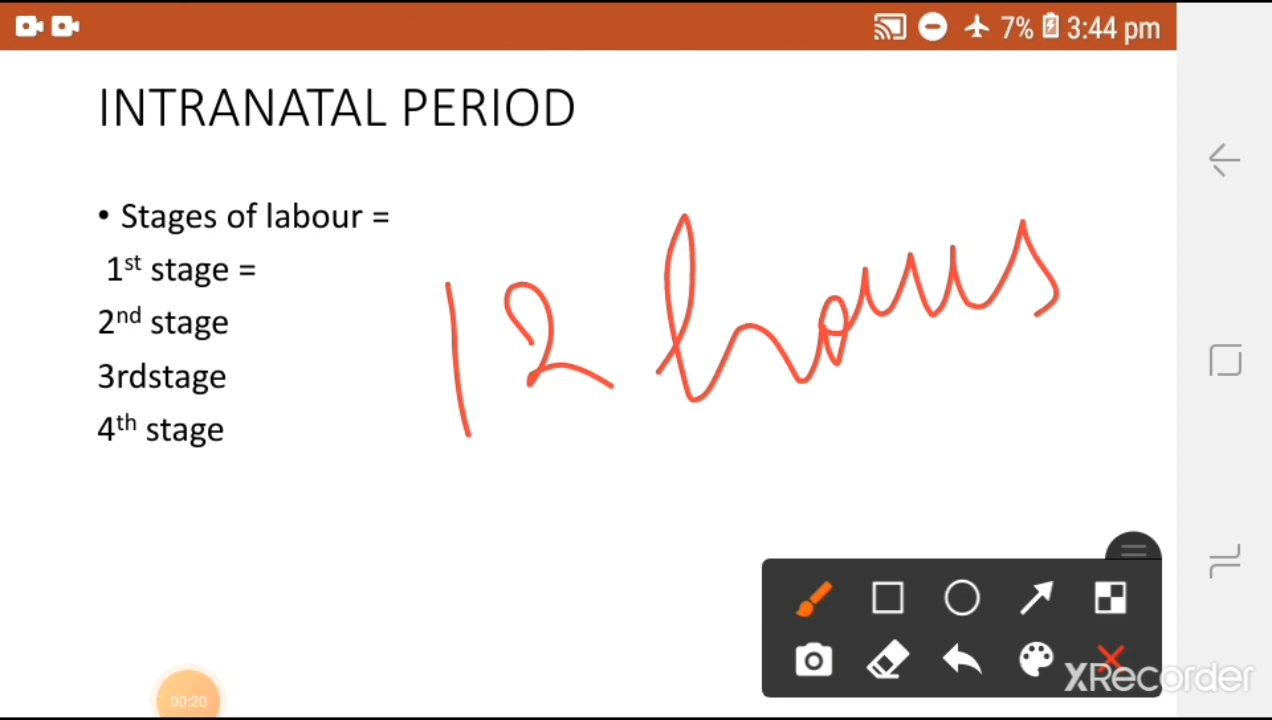 7% 3:44 pm
INTRANATAL PERIOD
• Stages of labour =
1st stage =
2nd stage
3rdstage
4th stage
12 hours
00:20
XRecorder